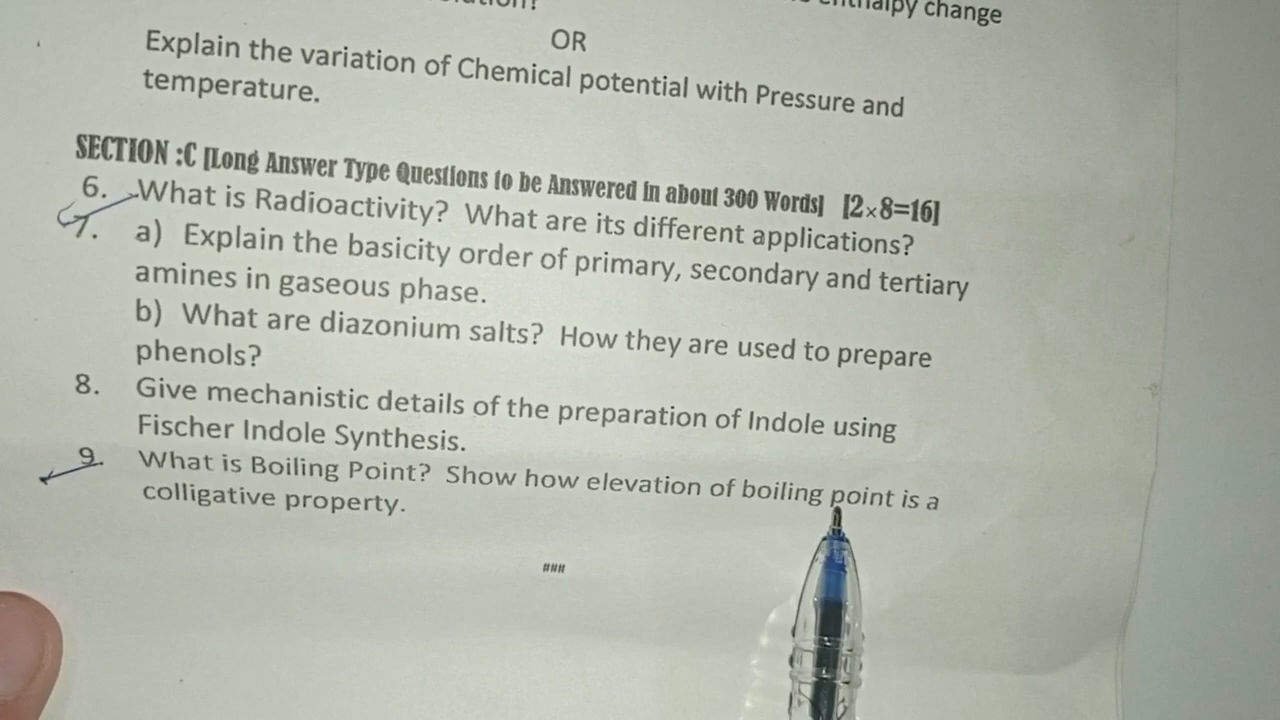 change
OR
Explain the variation of Chemical potential with Pressure and
temperature.
SECTION :C [Long Answer Type Questions to be Answered in about 300 Words] [2×8=16]
6. What is Radioactivity? What are its different applications?
7. a) Explain the basicity order of primary, secondary and tertiary
amines in gaseous phase.
b) What are diazonium salts? How they are used to prepare
phenols?
8. Give mechanistic details of the preparation of Indole using
Fischer Indole Synthesis.
9. What is Boiling Point? Show how elevation of boiling point is a
colligative property.
###